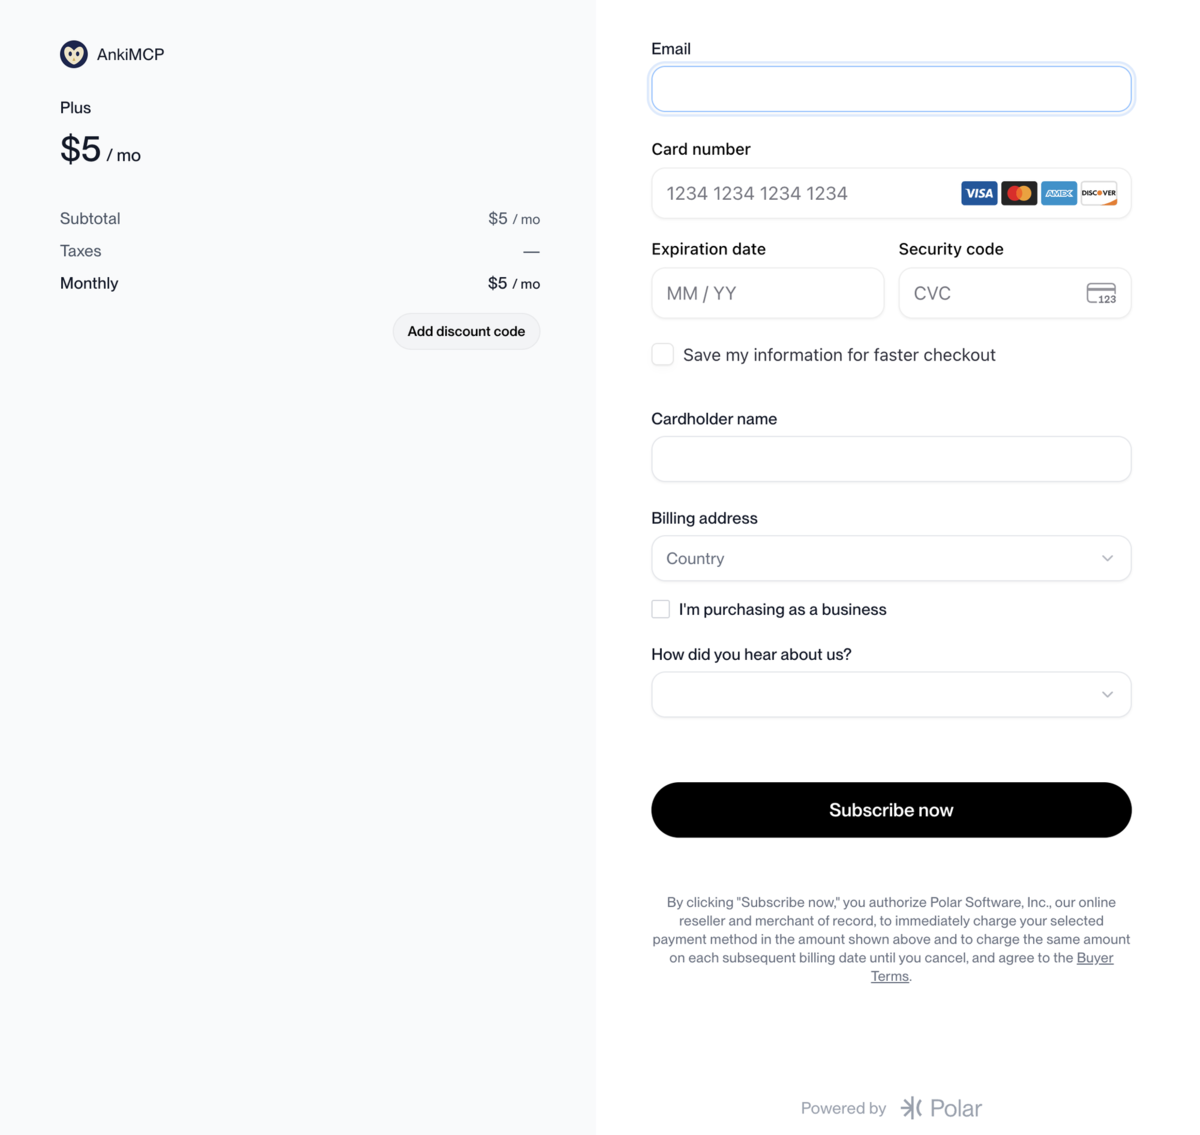 AnkiMCP
Plus
$5 / mo
Subtotal $5 / mo
Taxes —
Monthly $5 / mo
Add discount code
Email
Card number
1234 1234 1234 1234 VISA AMEX DISCOVER
Expiration date Security code
MM / YY CVC 123
Save my information for faster checkout
Cardholder name
Billing address
Country
I'm purchasing as a business
How did you hear about us?
Subscribe now
By clicking "Subscribe now," you authorize Polar Software, Inc., our online
reseller and merchant of record, to immediately charge your selected
payment method in the amount shown above and to charge the same amount
on each subsequent billing date until you cancel, and agree to the Buyer
Terms.
Powered by Polar